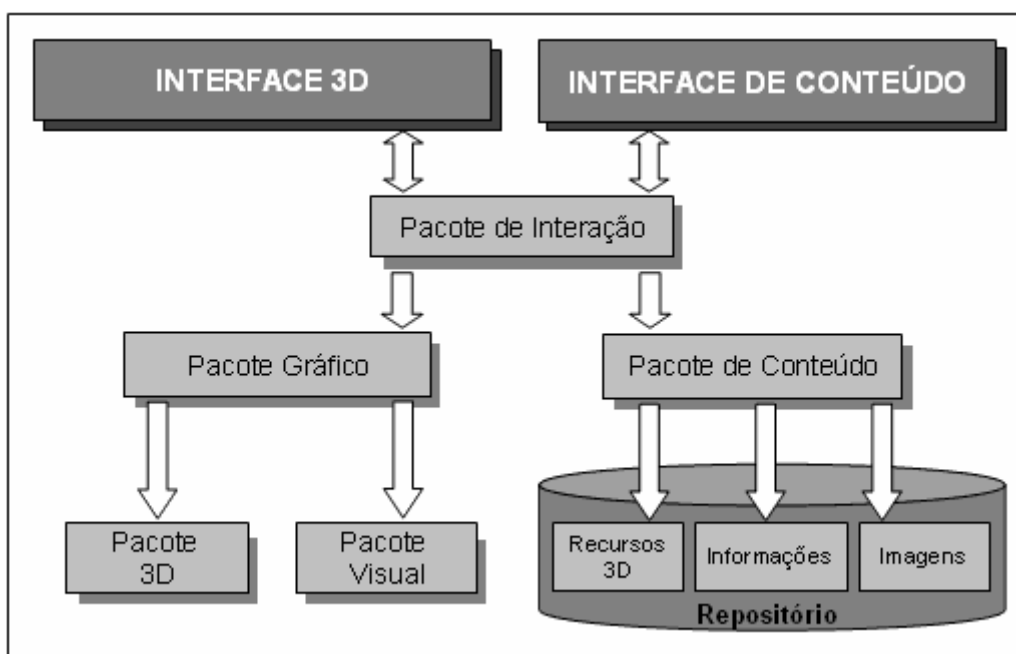 INTERFACE 3D
INTERFACE DE CONTEÚDO
Pacote de Interação
Pacote Gráfico
Pacote de Conteúdo
Pacote
3D
Pacote
Visual
Recursos
3D
Informações
Imagens
Repositório